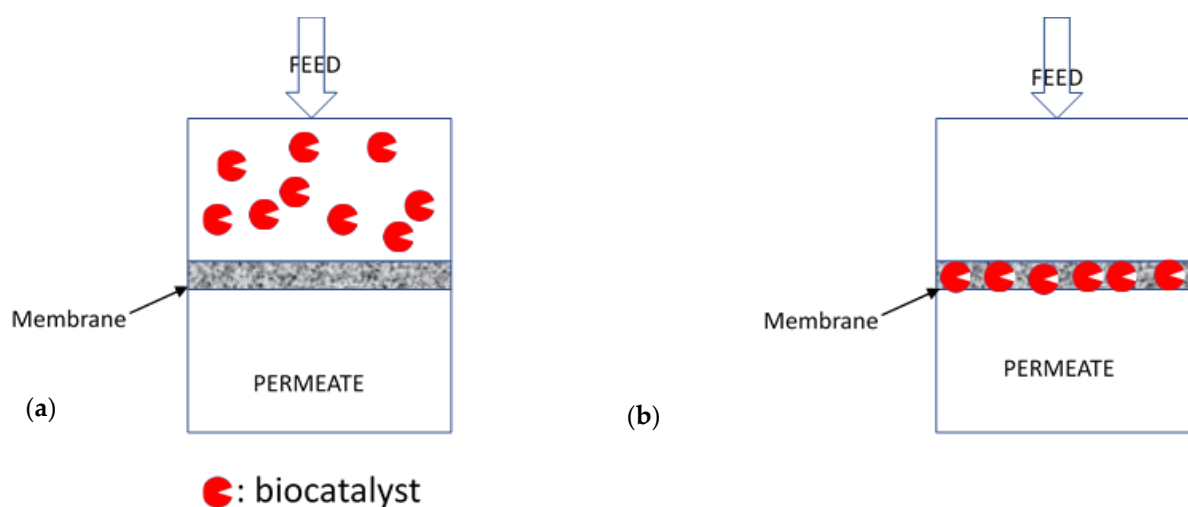 FEED
FEED
Membrane
Membrane
PERMEATE
PERMEATE
(a)
(b)
: biocatalyst